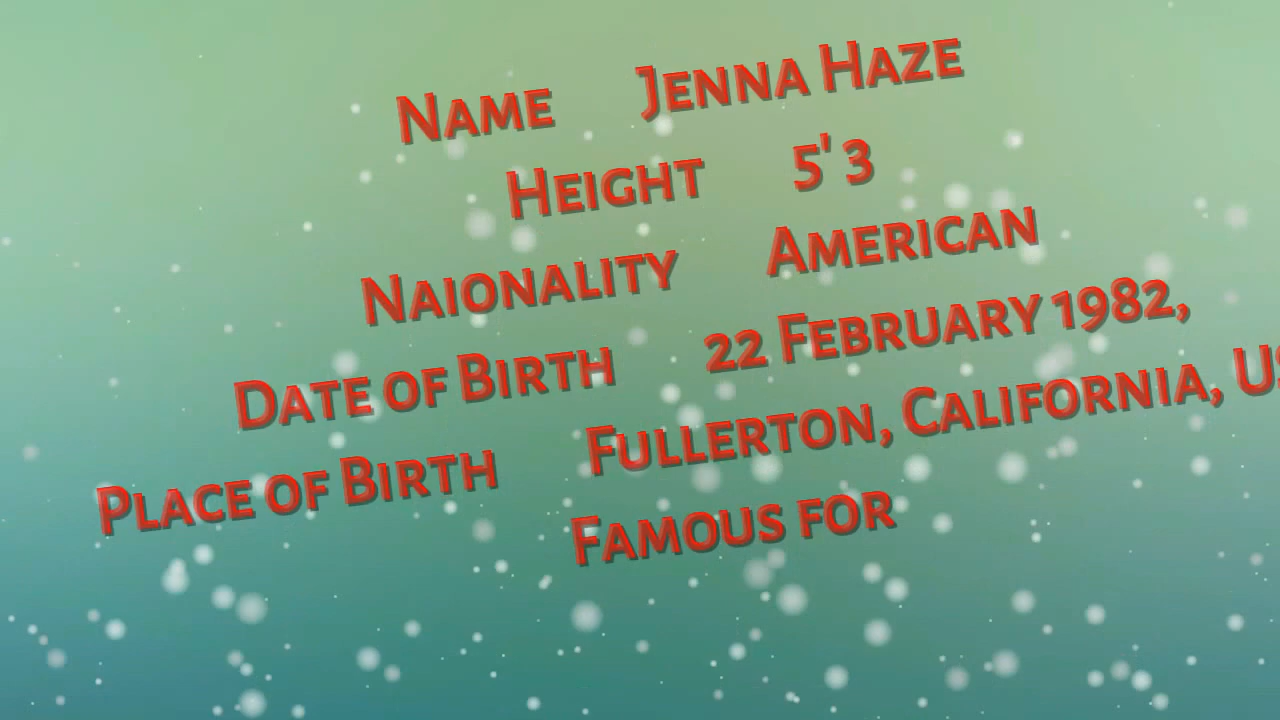 Name Jenna Haze
Height 5' 3
Naionality American
Date of Birth 22 February 1982,
Place of Birth Fullerton, California, US
Famous for